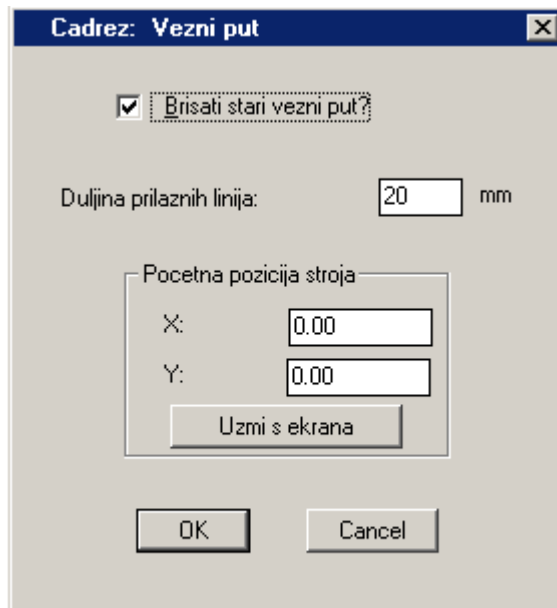 Cadrez: Vezni put
Brisati stari vezni put?
Duljina prilaznih linija: 20 mm
Pocetna pozicija stroja
X: 0.00
Y: 0.00
Uzmi s ekrana
OK Cancel